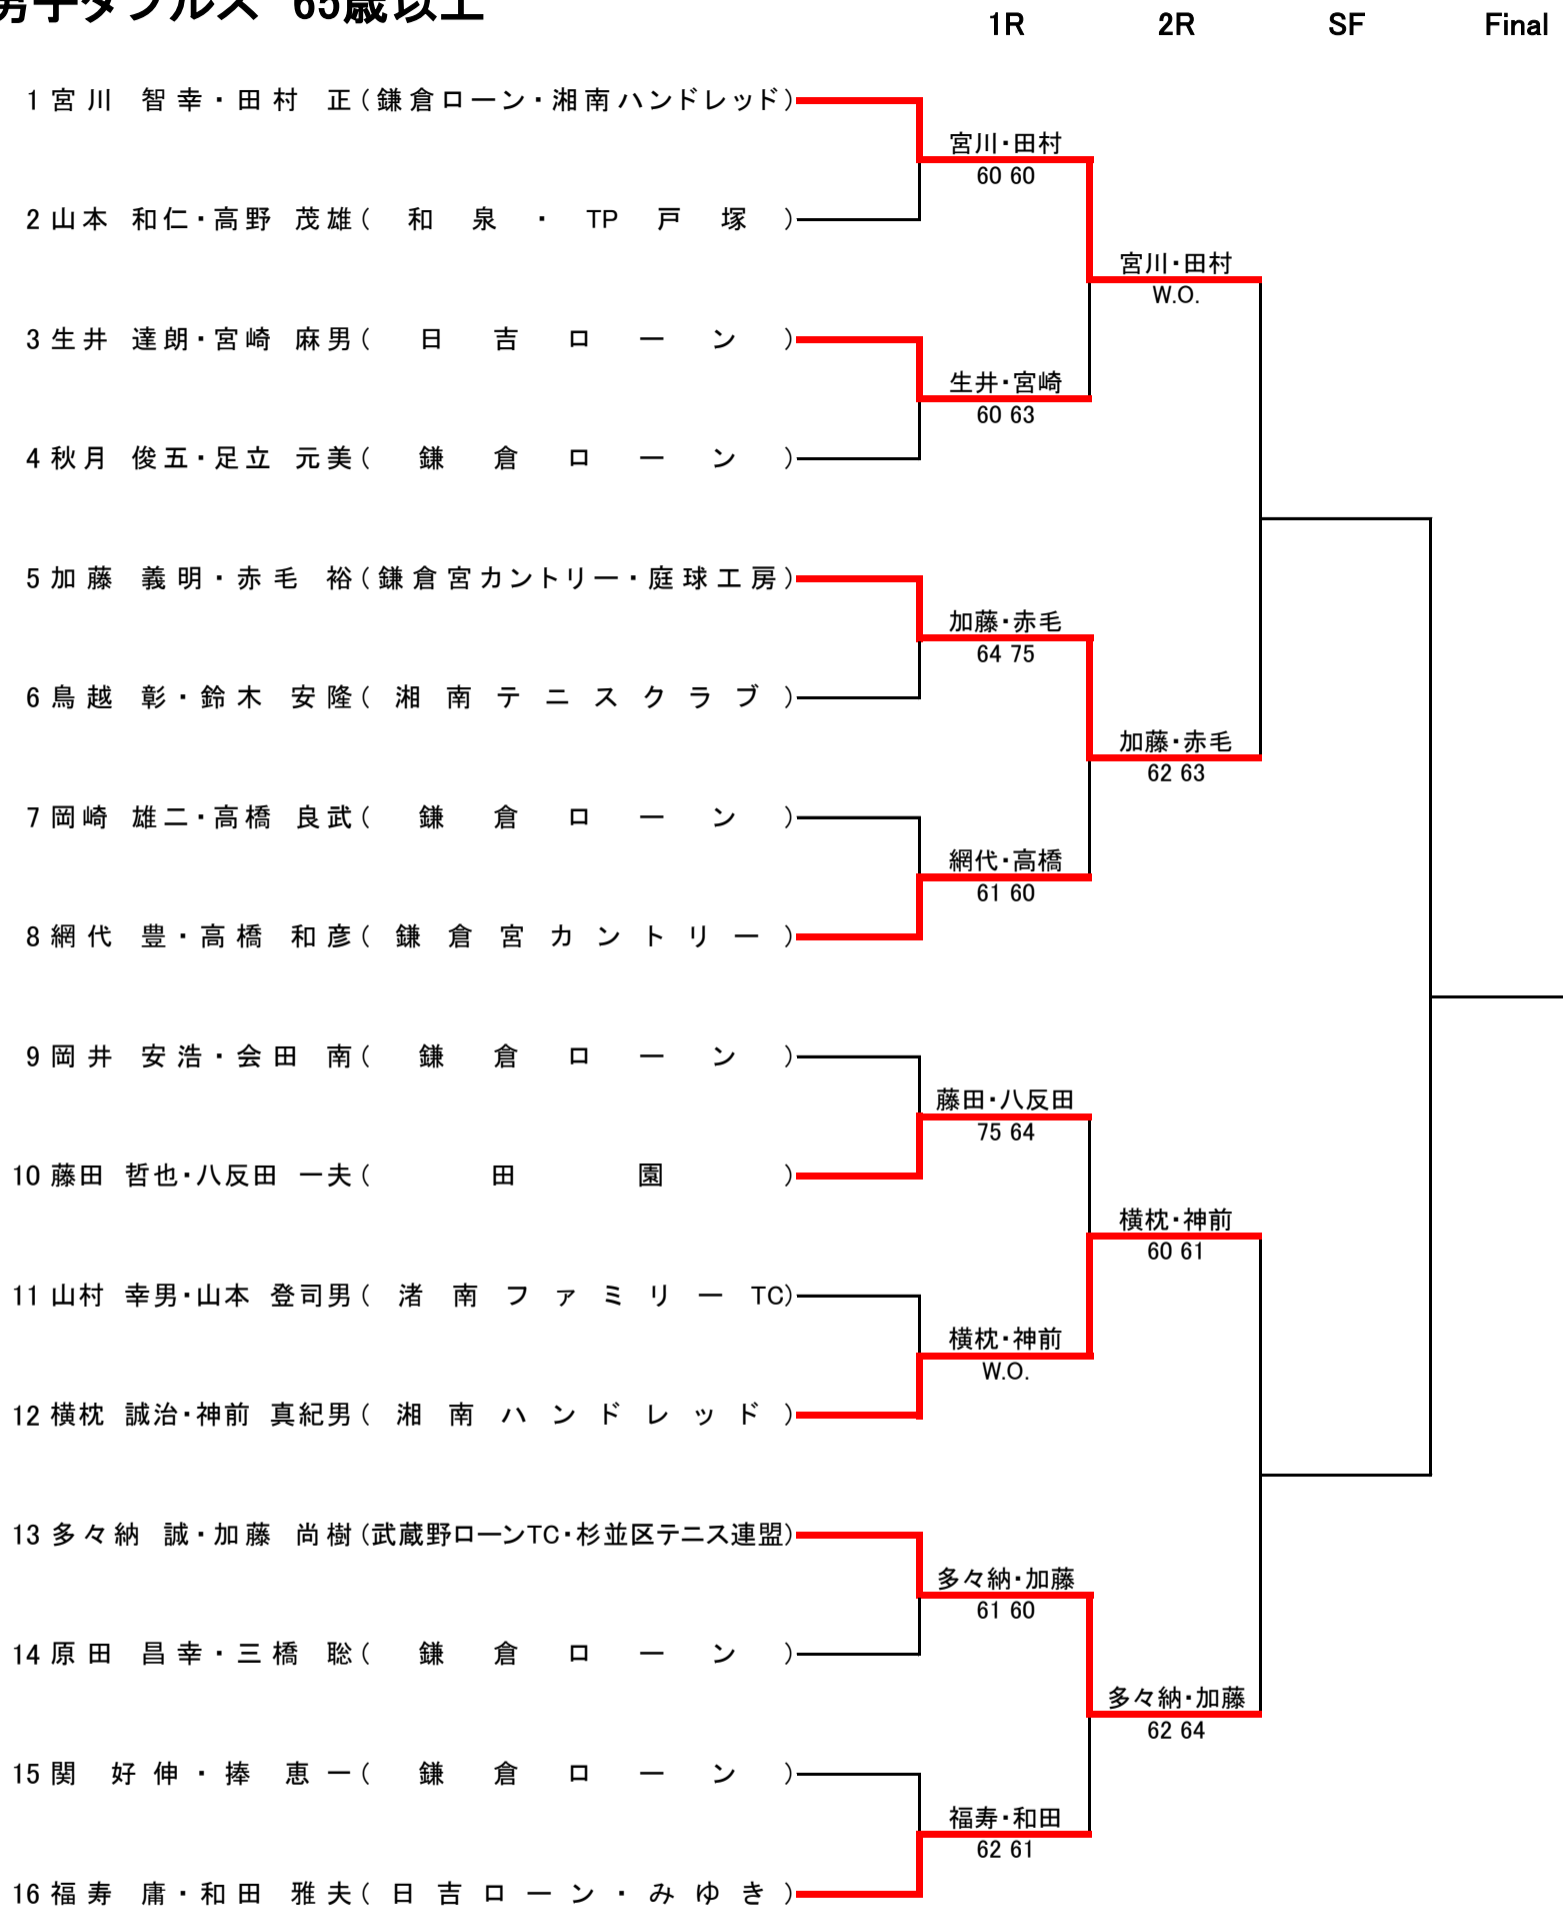 男子ダブルス 65歳以上
1R 2R SF Final
1 宮川 智幸・田村 正(鎌倉ローン・湘南ハンドレッド)
宮川・田村
60 60
2 山本 和仁・高野 茂雄(和泉・TP戸塚)
宮川・田村
W.O.
3 生井 達朗・宮崎 麻男(日吉ローン)
生井・宮崎
60 63
4 秋月 俊五・足立 元美(鎌倉ローン)
5 加藤 義明・赤毛 裕(鎌倉宮カントリー・庭球工房)
加藤・赤毛
64 75
6 鳥越 彰・鈴木 安隆(湘南テニスクラブ)
加藤・赤毛
62 63
7 岡崎 雄二・高橋 良武(鎌倉ローン)
網代・高橋
61 60
8 網代 豊・高橋 和彦(鎌倉宮カントリー)
9 岡井 安浩・会田 南(鎌倉ローン)
藤田・八反田
75 64
10 藤田 哲也・八反田 一夫(田園)
横枕・神前
60 61
11 山村 幸男・山本 登司男(渚南ファミリーTC)
横枕・神前
W.O.
12 横枕 誠治・神前 真紀男(湘南ハンドレッド)
13 多々納 誠・加藤 尚樹(武蔵野ローンTC・杉並区テニス連盟)
多々納・加藤
61 60
14 原田 昌幸・三橋 聡(鎌倉ローン)
多々納・加藤
62 64
15 関 好伸・捧 恵一(鎌倉ローン)
福寿・和田
62 61
16 福寿 庸・和田 雅夫(日吉ローン・みゆき)